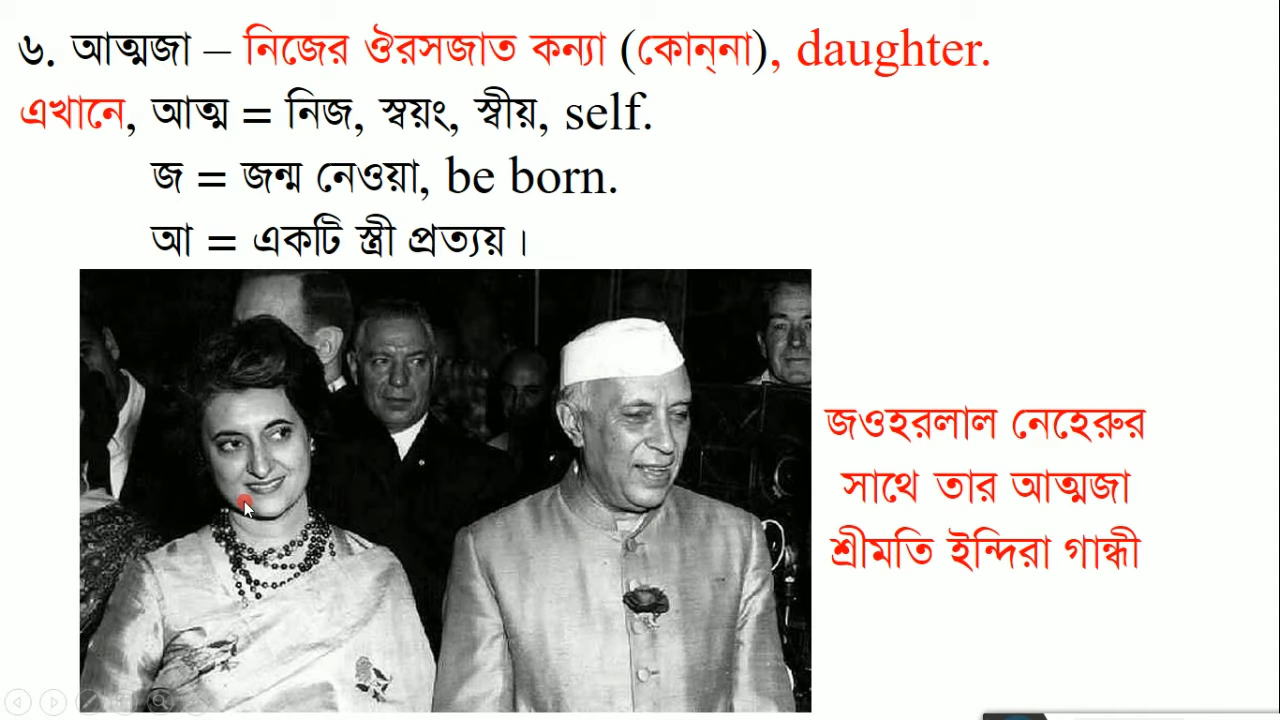 ৬. আত্মজা – নিজের ঔরসজাত কন্যা (কোন্‌না), daughter.
এখানে, আত্ম = নিজ, স্বয়ং, স্বীয়, self.
জ = জন্ম নেওয়া, be born.
আ = একটি স্ত্রী প্রত্যয়।
জওহরলাল নেহেরুর
সাথে তার আত্মজা
শ্রীমতি ইন্দিরা গান্ধী